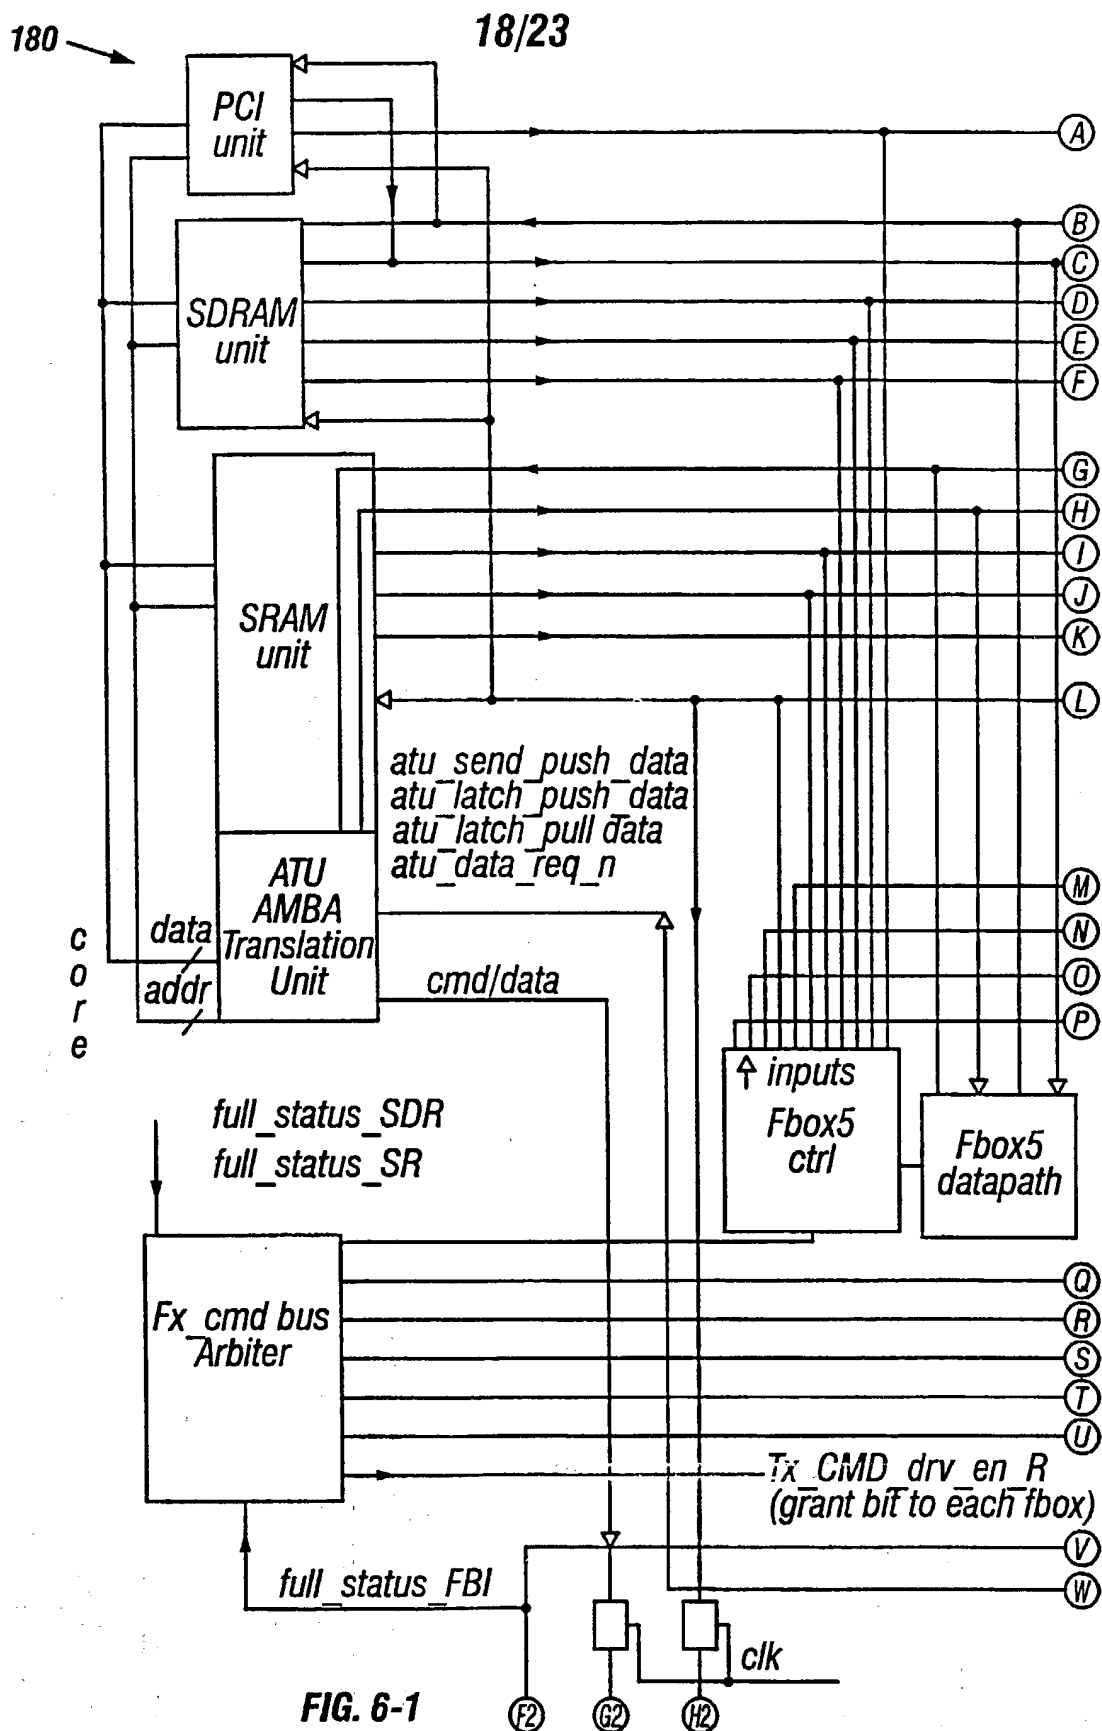 18/23
180
PCI
unit
A
B
C
SDRAM
unit
D
E
F
G
H
I
SRAM
unit
J
K
L
atu_send_push_data
atu_latch_push_data
atu_latch_pull data
atu_data_req_n
ATU
AMBA
Translation
Unit
core
data
addr
cmd/data
M
N
O
P
inputs
Fbox5
ctrl
Fbox5
datapath
full_status_SDR
full_status_SR
Fx_cmd bus
Arbiter
Q
R
S
T
U
Tx_CMD_drv_en_R
(grant bit to each fbox)
V
full_status_FBI
W
clk
FIG. 6-1
F2
G2
H2